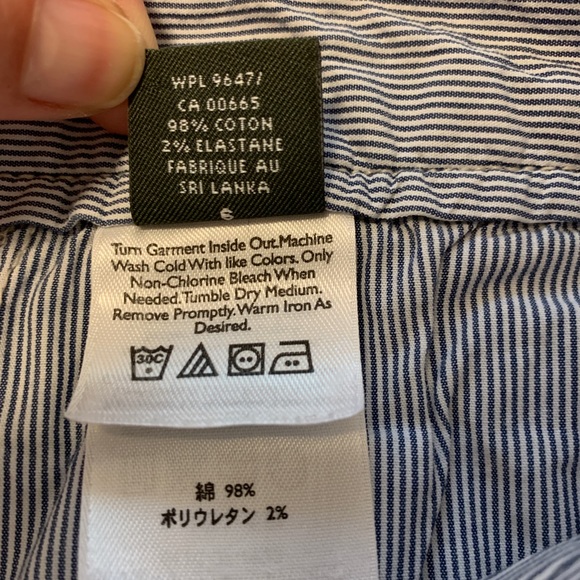 WPL 9647/
CA 00665
98% COTON
2% ELASTANE
FABRIQUE AU
SRI LANKA
6
Turn Garment Inside Out.Machine
Wash Cold With like Colors. Only
Non-Chlorine Bleach When
Needed.Tumble Dry Medium.
Remove Promptly.Warm Iron As
Desired.
30C
綿 98%
ポリウレタン 2%